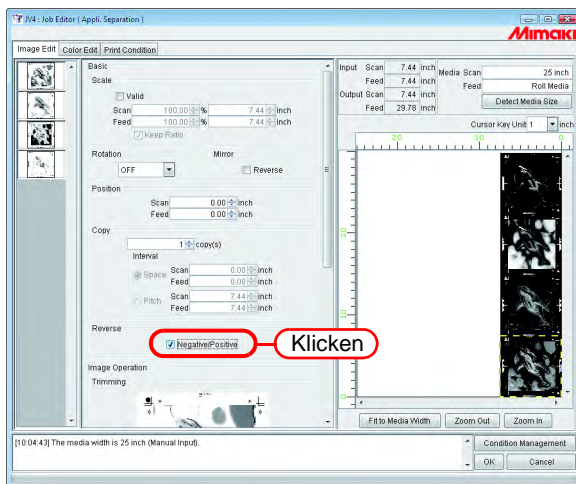 JV4 : Job Editor ( Appli. Separation )
Mimaki
Image Edit Color Edit Print Condition
Basic
Scale
Valid
Scan 100.00 % 7.44 inch
Feed 100.00 % 7.44 inch
Keep Ratio
Rotation Mirror
OFF Reverse
Position
Scan 0.00 inch
Feed 0.00 inch
Copy
1 copy(s)
Interval
Space Scan 0.00 inch
Feed 0.00 inch
Pitch Scan 7.44 inch
Feed 7.44 inch
Reverse
Negative/Positive Klicken
Image Operation
Trimming
Input Scan 7.44 inch
Feed 7.44 inch
Output Scan 7.44 inch
Feed 29.78 inch
Media Scan 25 inch
Feed Roll Media
Detect Media Size
Cursor Key Unit 1 inch
20 10 0
20
10
0
Fit to Media Width Zoom Out Zoom In
[10:04:43] The media width is 25 inch (Manual Input).
Condition Management
OK Cancel